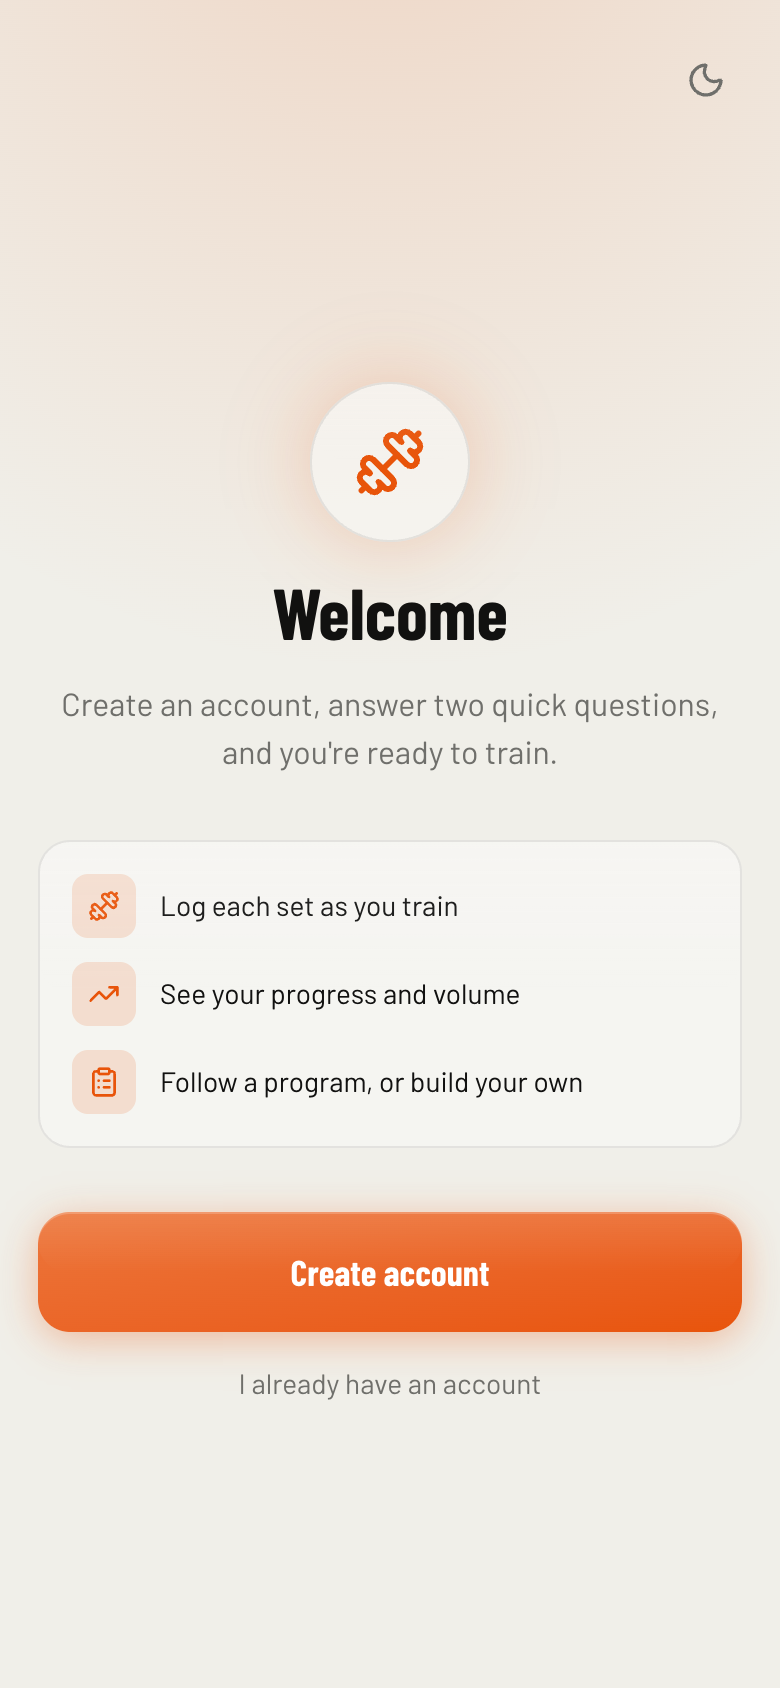 Welcome
Create an account, answer two quick questions,
and you're ready to train.
Log each set as you train
See your progress and volume
Follow a program, or build your own
Create account
I already have an account